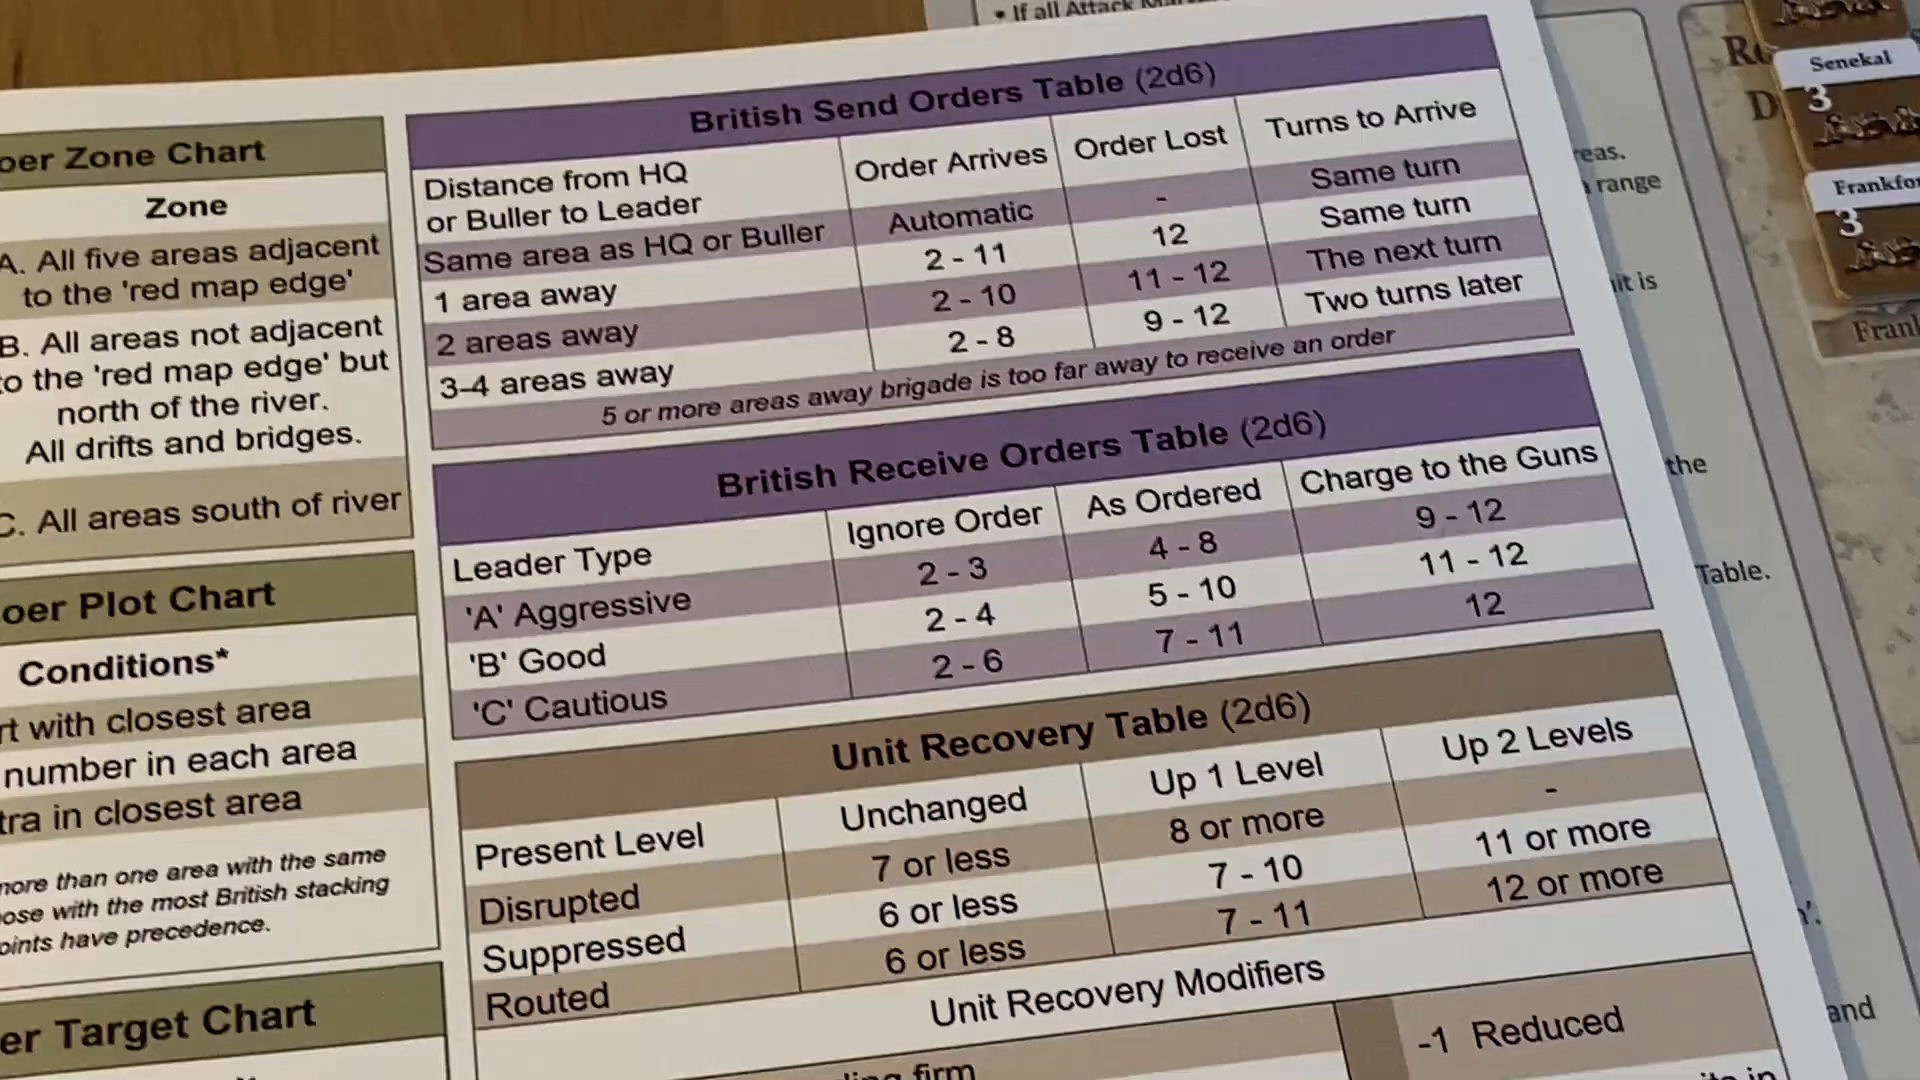 • If all Attack
British Send Orders Table (2d6)
Distance from HQ
or Buller to Leader
Order Arrives
Order Lost
Turns to Arrive
Same area as HQ or Buller
Automatic
-
Same turn
1 area away
2 - 11
12
Same turn
2 areas away
2 - 10
11 - 12
The next turn
3-4 areas away
2 - 8
9 - 12
Two turns later
5 or more areas away brigade is too far away to receive an order
British Receive Orders Table (2d6)
Leader Type
Ignore Order
As Ordered
Charge to the Guns
'A' Aggressive
2 - 3
4 - 8
9 - 12
'B' Good
2 - 4
5 - 10
11 - 12
'C' Cautious
2 - 6
7 - 11
12
Unit Recovery Table (2d6)
Present Level
Unchanged
Up 1 Level
Up 2 Levels
Disrupted
7 or less
8 or more
-
Suppressed
6 or less
7 - 10
11 or more
Routed
6 or less
7 - 11
12 or more
Unit Recovery Modifiers
firm
-1 Reduced
in
oer Zone Chart
Zone
A. All five areas adjacent
to the 'red map edge'
B. All areas not adjacent
to the 'red map edge' but
north of the river.
All drifts and bridges.
C. All areas south of river
oer Plot Chart
Conditions*
rt with closest area
number in each area
tra in closest area
more than one area with the same
ose with the most British stacking
oints have precedence.
er Target Chart
reas.
range
it is
the
Table.
and
Senekal
3
Frankfo
3
Frank